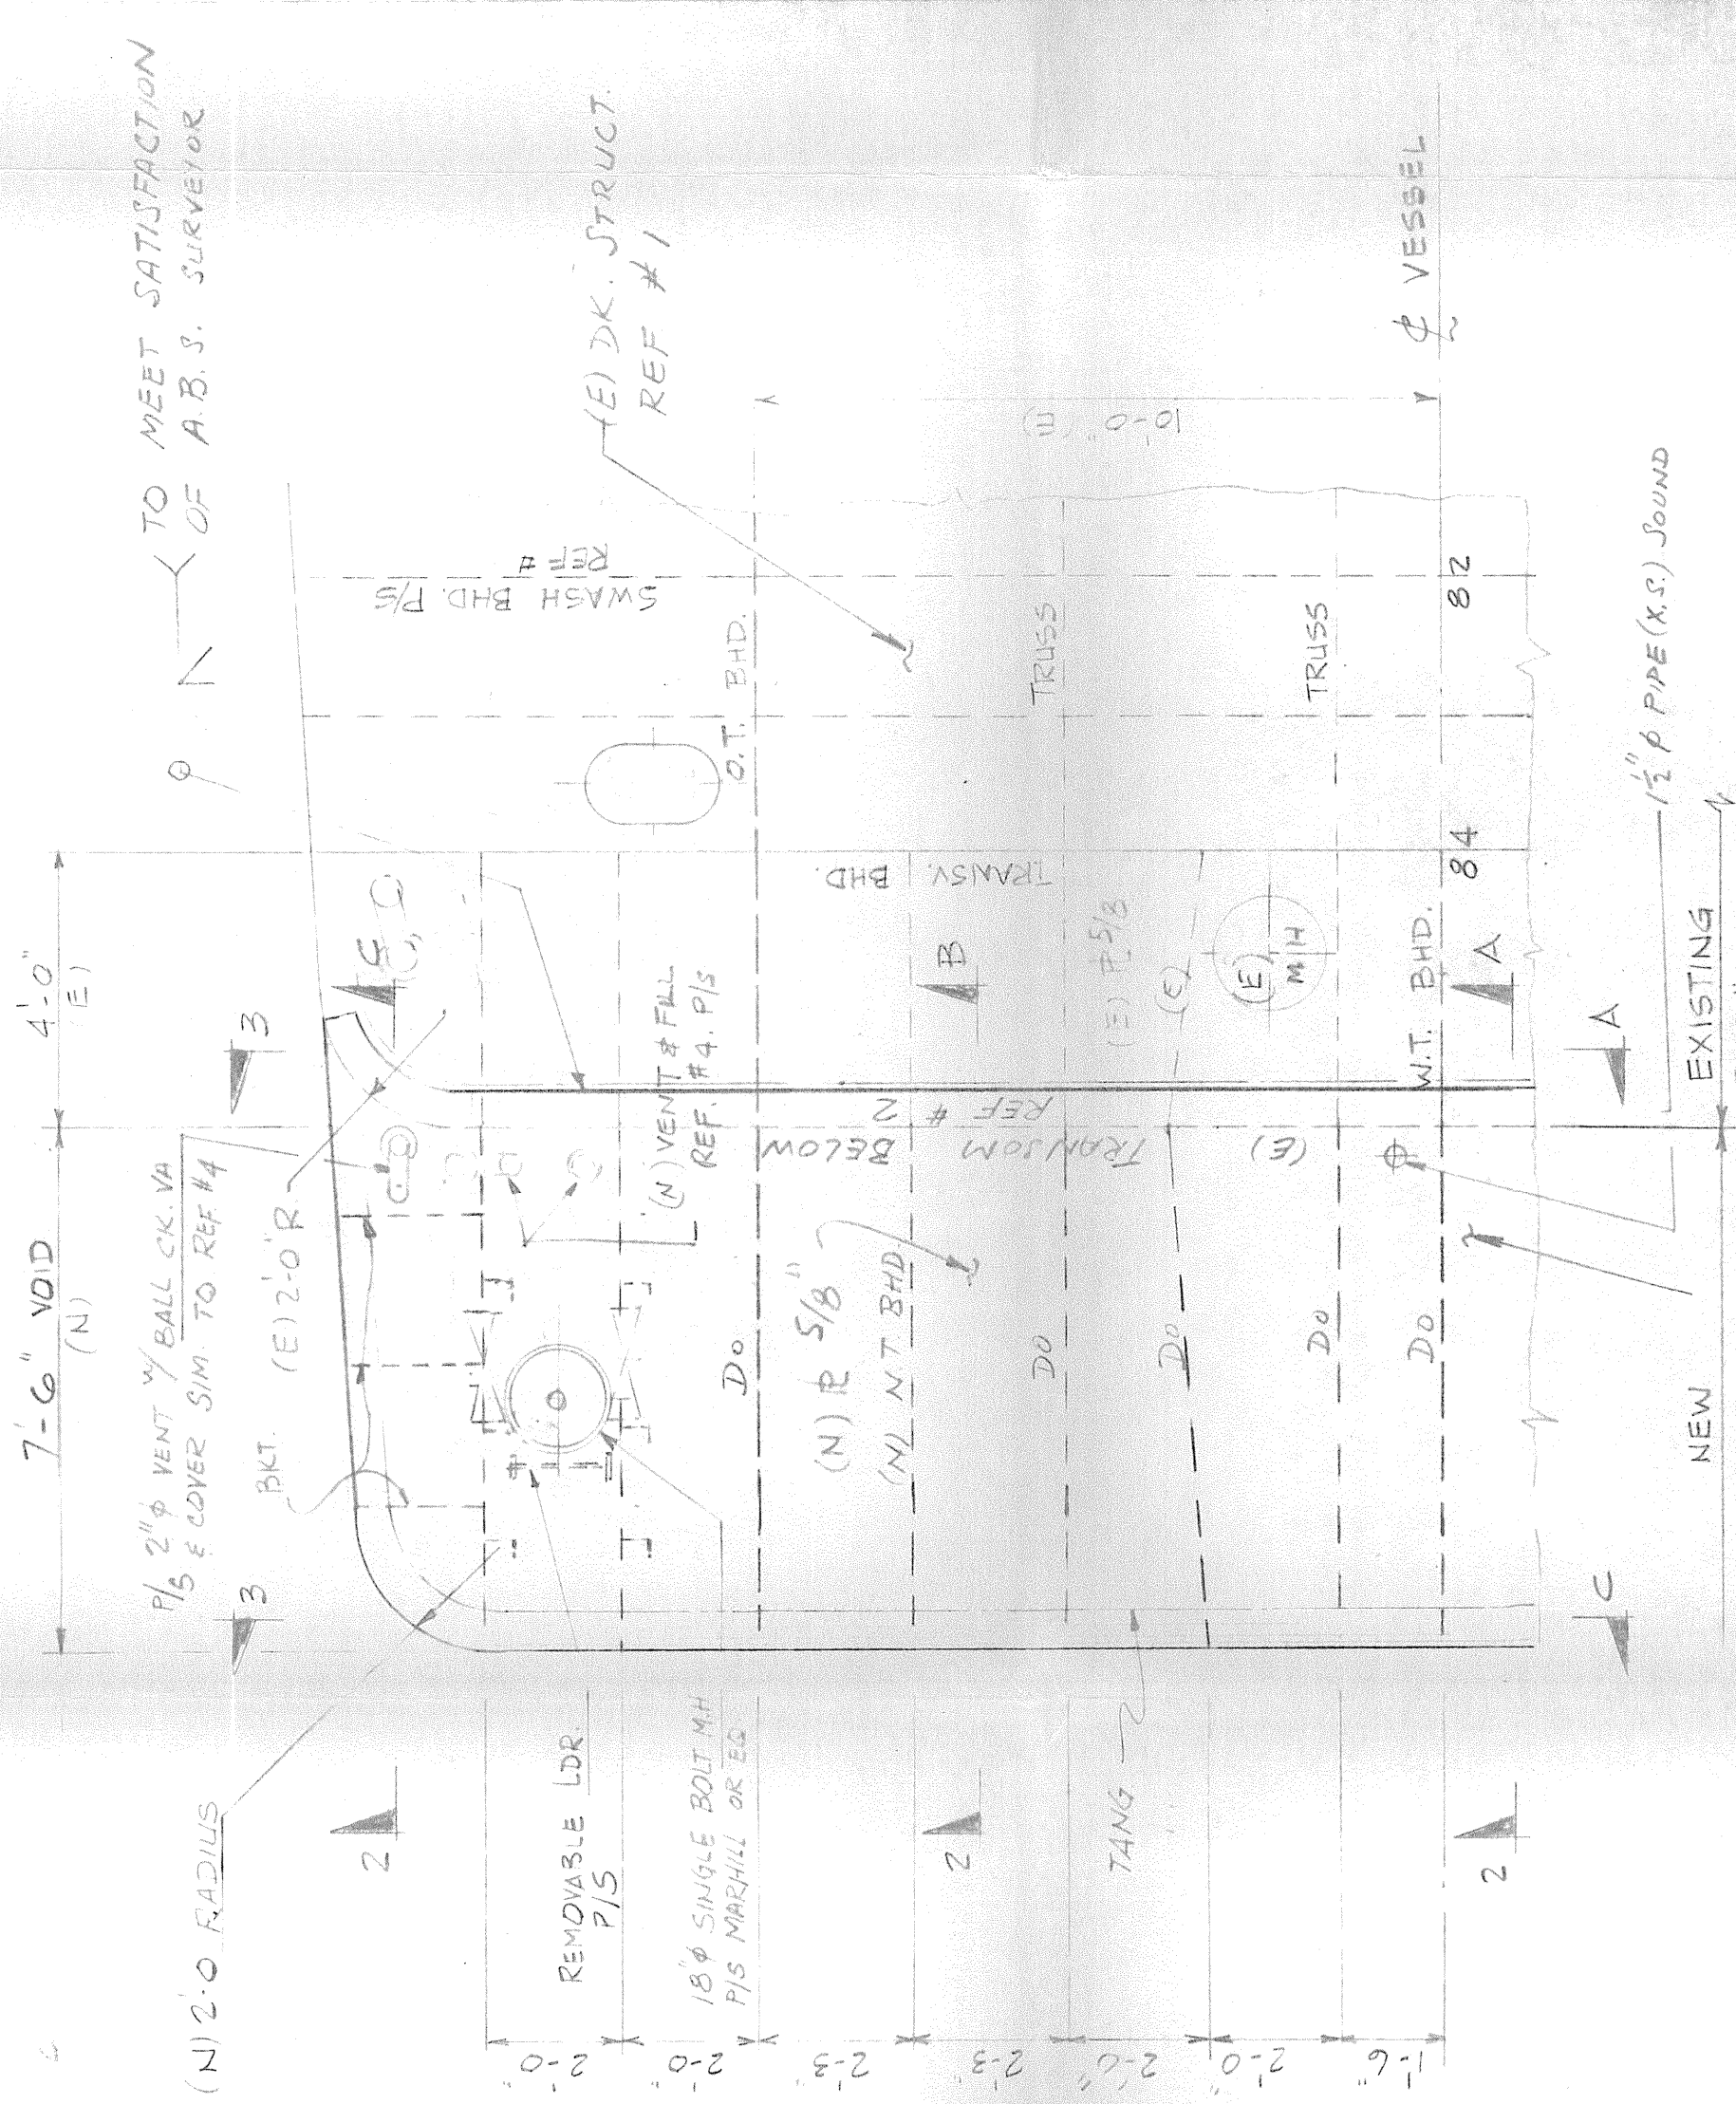 TO MEET SATISFACTION
OF A.B.S. SURVEYOR
(E) DK. STRUCT.
REF # 1
℄ VESSEL
10'-0"
SWASH BHD. P/S
REF #
O.T. BHD.
TRUSS
TRUSS
82
84
TRANSV. BHD.
1½"φ PIPE (X.S.) SOUND
EXISTING
NEW
4'-0"
(E)
7'-6" VOID
(N)
P/S 2"φ VENT W/ BALL CK. VA
& COVER SIM TO REF #4
BKT.
(E) 2'-0" R.
3
3
C
(N) VENT & FILL
REF. #4. P/S
B
(E) PL 5/8
(E)
(E)
MH
W.T. BHD.
A
A
TRANSOM BELOW
REF # 2
(E)
DO
(N) PL 5/8"
(N) N T BHD.
DO
DO
DO
DO
C
(N) 2'-0 RADIUS
2
REMOVABLE LDR.
P/S
18"φ SINGLE BOLT M.H
P/S MARHILL OR EQ
2
TANG
2
2'-0"
2'-0"
2'-3"
2'-3"
2'-0"
1'-6"